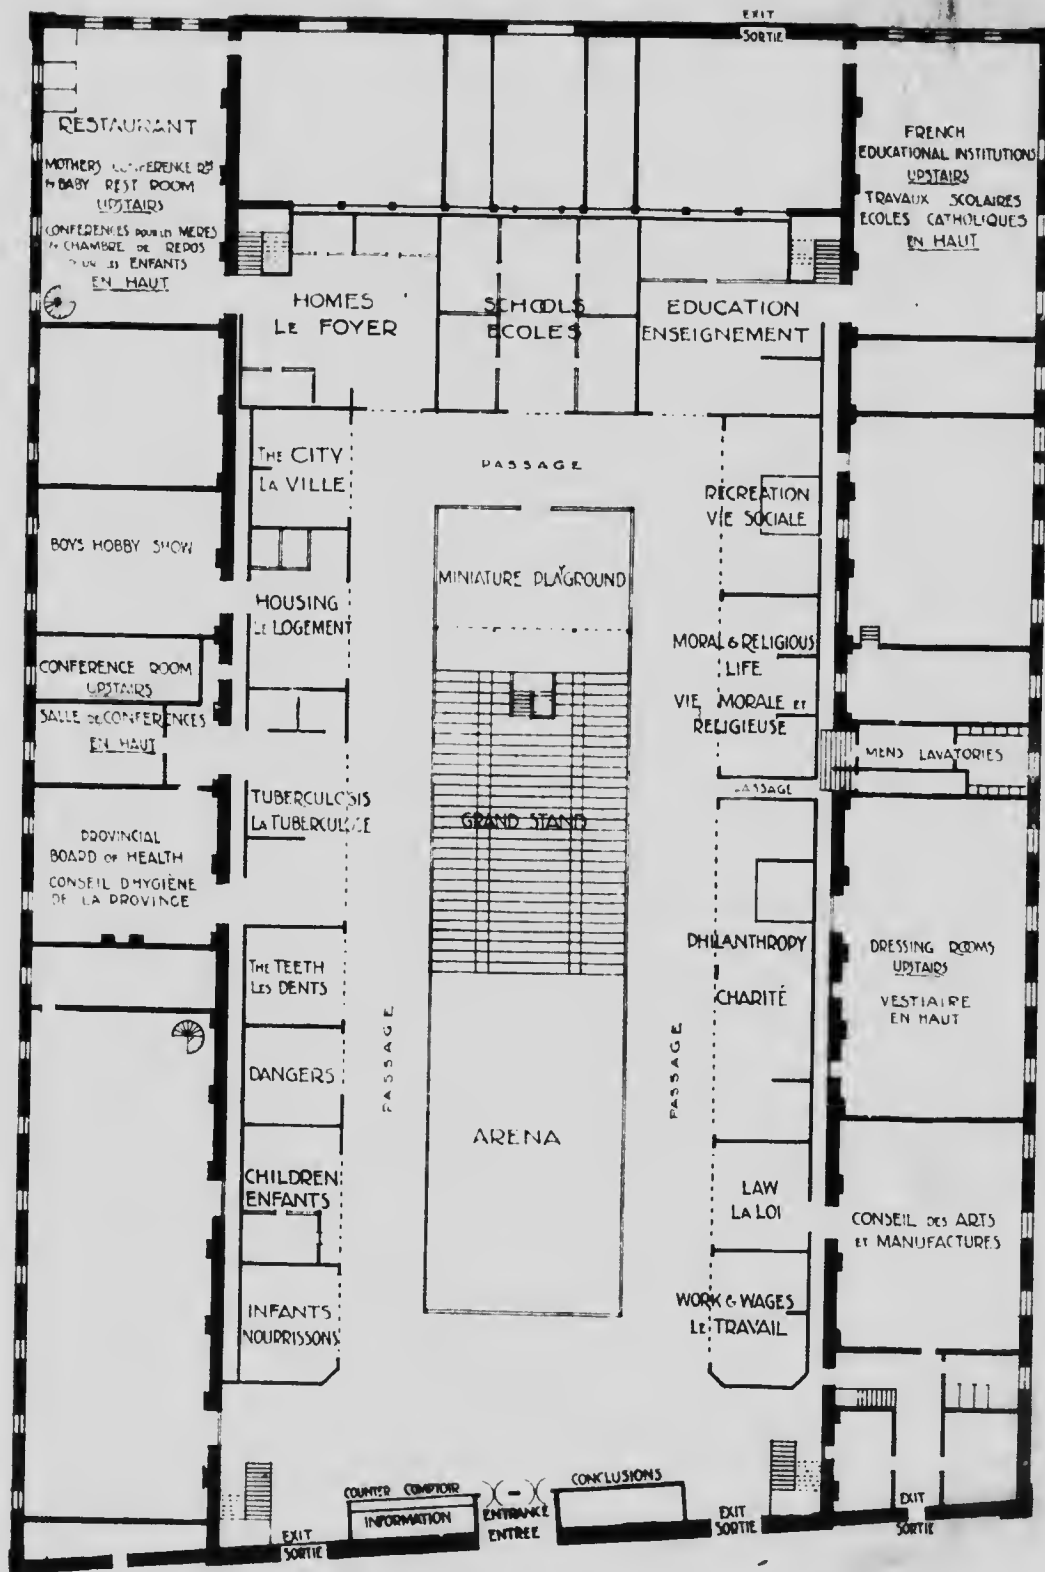 EXIT
SORTIE
RESTAURANT
MOTHERS CONFERENCE RM
& BABY REST ROOM
UPSTAIRS
CONFERENCES POUR LES MERES
& CHAMBRE DE REPOS
POUR LES ENFANTS
EN HAUT
FRENCH
EDUCATIONAL INSTITUTIONS
UPSTAIRS
TRAVAUX SCOLAIRES
ECOLES CATHOLIQUES
EN HAUT
HOMES
LE FOYER
SCHOOLS
ECOLES
EDUCATION
ENSEIGNEMENT
THE CITY
LA VILLE
PASSAGE
RECREATION
VIE SOCIALE
BOYS HOBBY SHOW
MINIATURE PLAYGROUND
HOUSING
LE LOGEMENT
MORAL & RELIGIOUS
LIFE
VIE MORALE ET
RELIGIEUSE
CONFERENCE ROOM
UPSTAIRS
SALLE DE CONFERENCES
EN HAUT
MENS LAVATORIES
PASSAGE
TUBERCULOSIS
LA TUBERCULOSE
GRAND STAND
PROVINCIAL
BOARD OF HEALTH
CONSEIL D'HYGIÈNE
DE LA PROVINCE
PHILANTHROPY
CHARITÉ
DRESSING ROOMS
UPSTAIRS
VESTIAIRE
EN HAUT
THE TEETH
LES DENTS
PASSAGE
PASSAGE
DANGERS
ARENA
CHILDREN
ENFANTS
LAW
LA LOI
CONSEIL DES ARTS
ET MANUFACTURES
INFANTS
NOURRISSONS
WORK & WAGES
LE TRAVAIL
COUNTER COMPTOIR
INFORMATION
ENTRANCE
ENTREE
CONCLUSIONS
EXIT
SORTIE
EXIT
SORTIE
EXIT
SORTIE